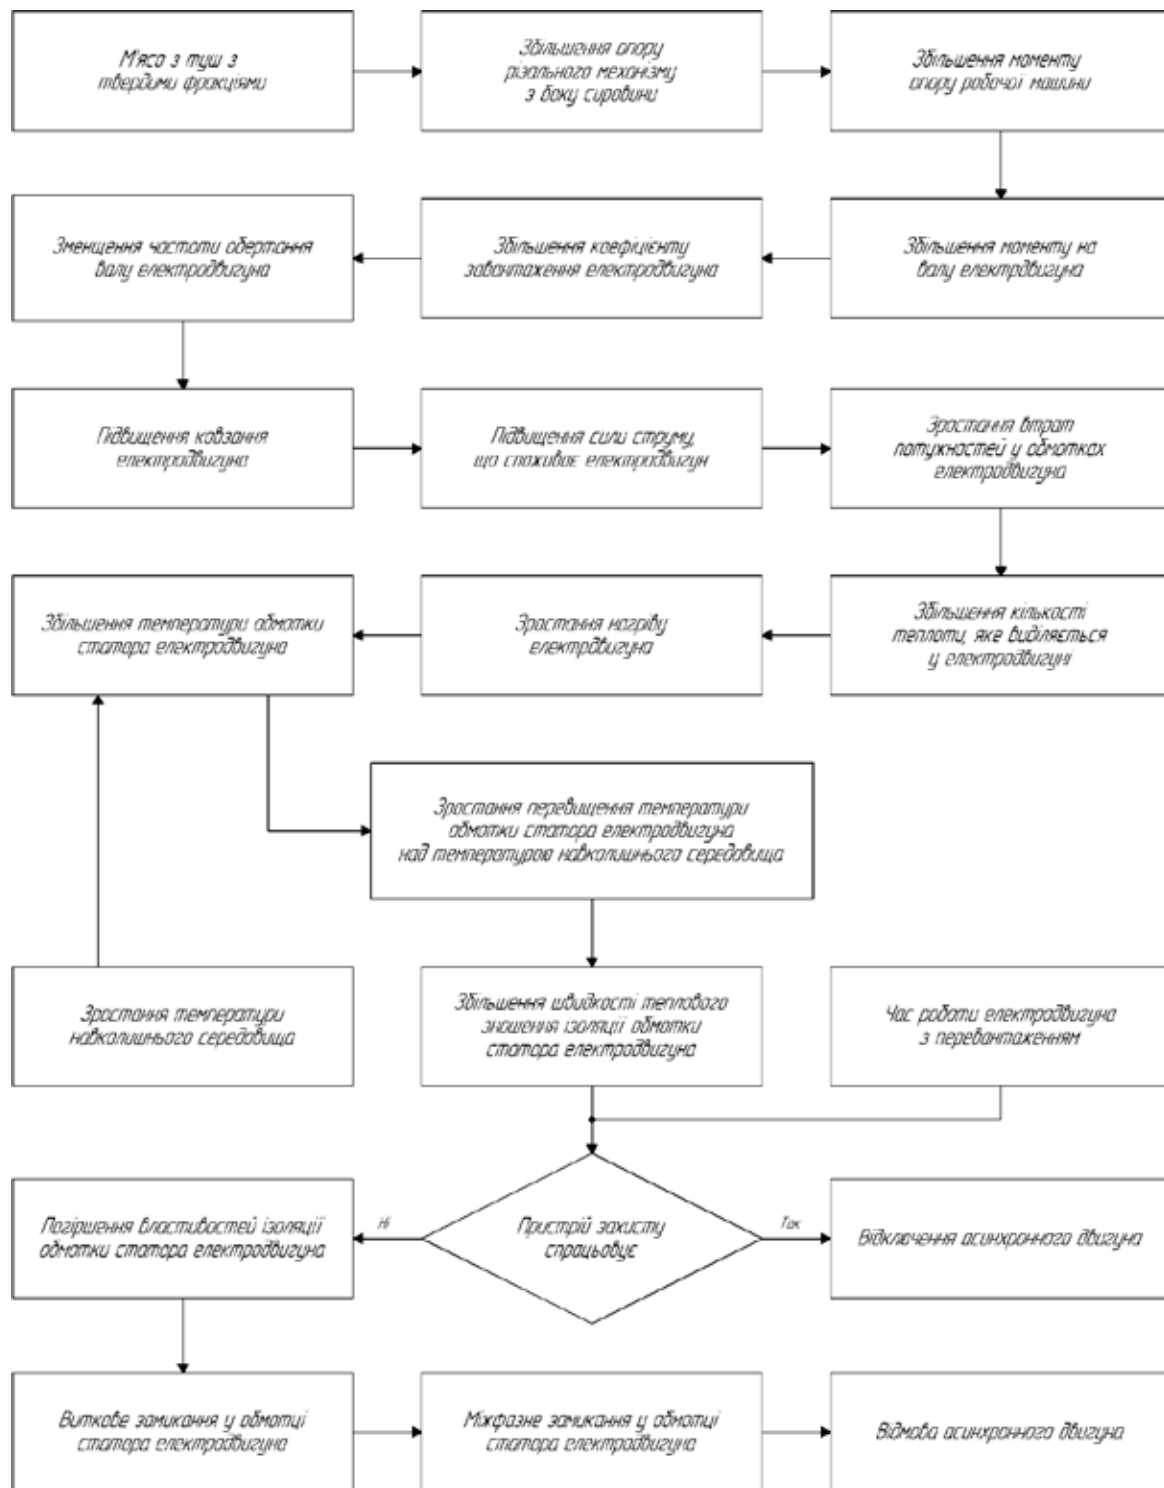 М'ясо з туш з
твердими фракціями
Збільшення опору
різального механізму
з боку сировини
Збільшення моменту
опору робочої машини
Зменщення частоти обертання
валу електродвигуна
Збільшення коефіцієнту
завантаження електродвигуна
Збільшення моменту на
валу електрдвигуна
Підвищення ковзання
електродвигуна
Підвищення сили струму,
що споживає електродвигун
Зростання втрат
потужностей у обмотках
електродвигуна
Збільшення температури обмотки
статора електродвигуна
Зростання нагріву
електродвигуна
Збільшення кількості
теплоти, яке виділяється
у електродвигуні
Зростання перевищення температури
обмотки статора електродвигуна
над температурою навколишнього середовища
Зростання температури
навколишнього середовища
Збільшення швидкості теплового
зношення ізоляції обмотки
статора електродвигуна
Час роботи електродвигуна
з перевантаженням
Погіршення властивостей ізоляції
обмотки статора електродвигуна
Ні
Пристрій захисту
спрацьовує
Так
Відключення асинхронного двигуна
Виткове замикання у обмотці
статора електродвигуна
Міжфазне замикання у обмотці
статора електродвигуна
Відмова асинхронного двигуна